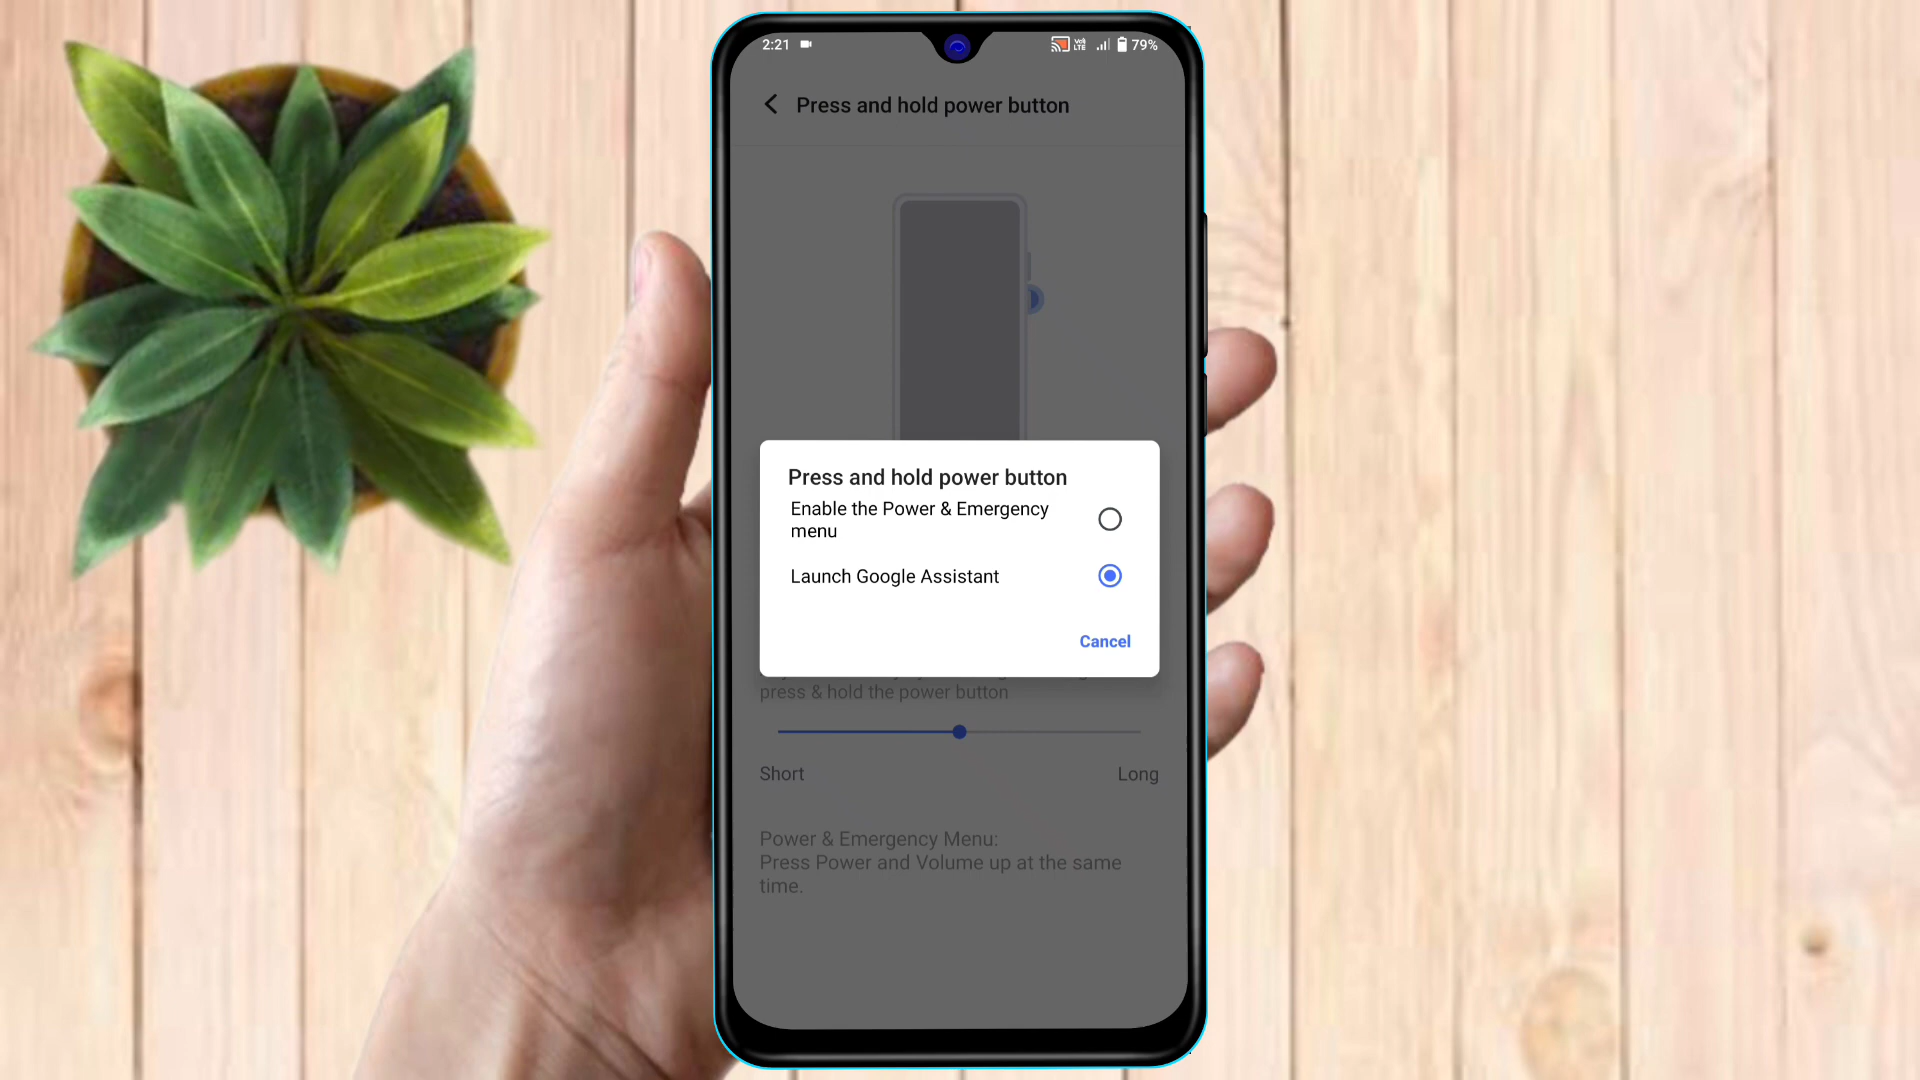 2:21 79%
Press and hold power button
Press and hold power button
Enable the Power & Emergency
menu
Launch Google Assistant
Cancel
press & hold the power button
Short Long
Power & Emergency Menu:
Press Power and Volume up at the same
time.